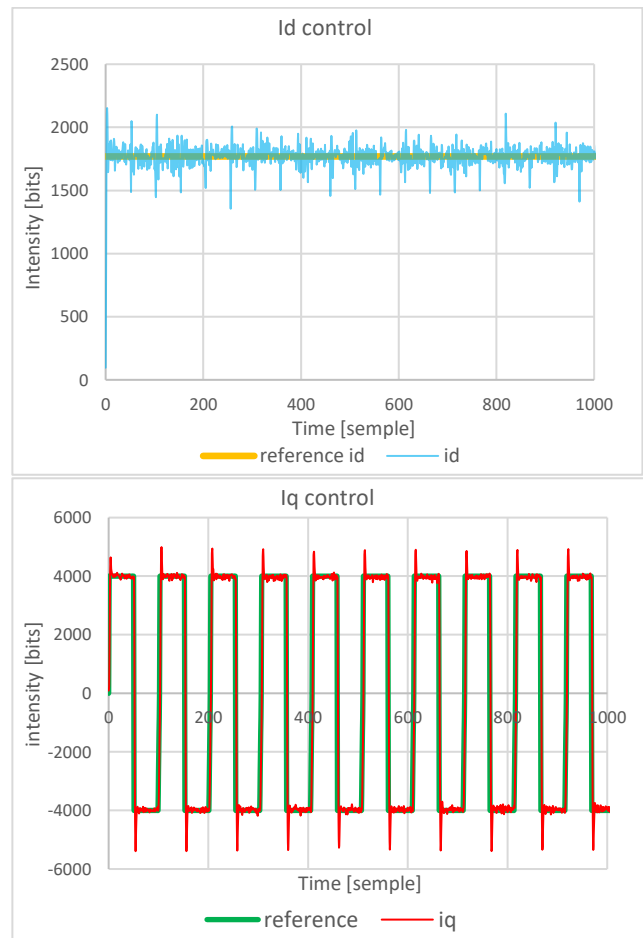 Id control
2500
2000
1500
1000
500
0
Intensity [bits]
0 200 400 600 800 1000
Time [semple]
reference id id
Iq control
6000
4000
2000
0
-2000
-4000
-6000
intensity [bits]
0 200 400 600 800 1000
Time [semple]
reference iq